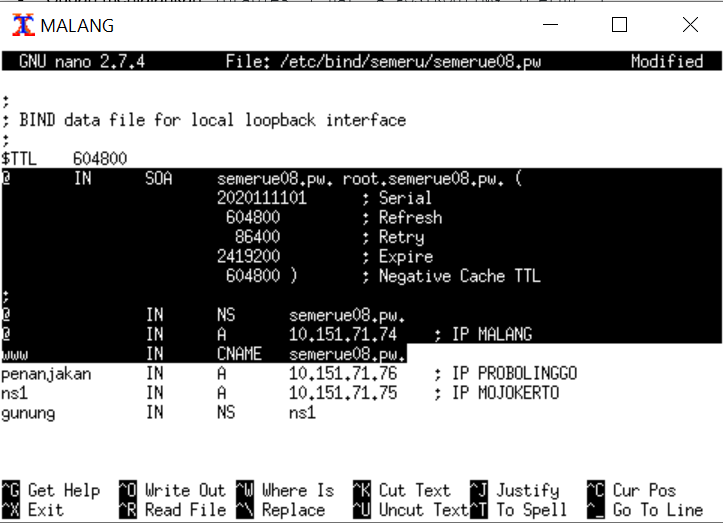 MALANG
GNU nano 2.7.4 File: /etc/bind/semeru/semerue08.pw Modified
;
; BIND data file for local loopback interface
;
$TTL 604800
@ IN SOA semerue08.pw. root.semerue08.pw. (
2020111101 ; Serial
604800 ; Refresh
86400 ; Retry
2419200 ; Expire
604800 ) ; Negative Cache TTL
;
@ IN NS semerue08.pw.
@ IN A 10.151.71.74 ; IP MALANG
www IN CNAME semerue08.pw.
penanjakan IN A 10.151.71.76 ; IP PROBOLINGGO
ns1 IN A 10.151.71.75 ; IP MOJOKERTO
gunung IN NS ns1
^G Get Help ^O Write Out ^W Where Is ^K Cut Text ^J Justify ^C Cur Pos
^X Exit ^R Read File ^\ Replace ^U Uncut Text ^T To Spell ^_ Go To Line